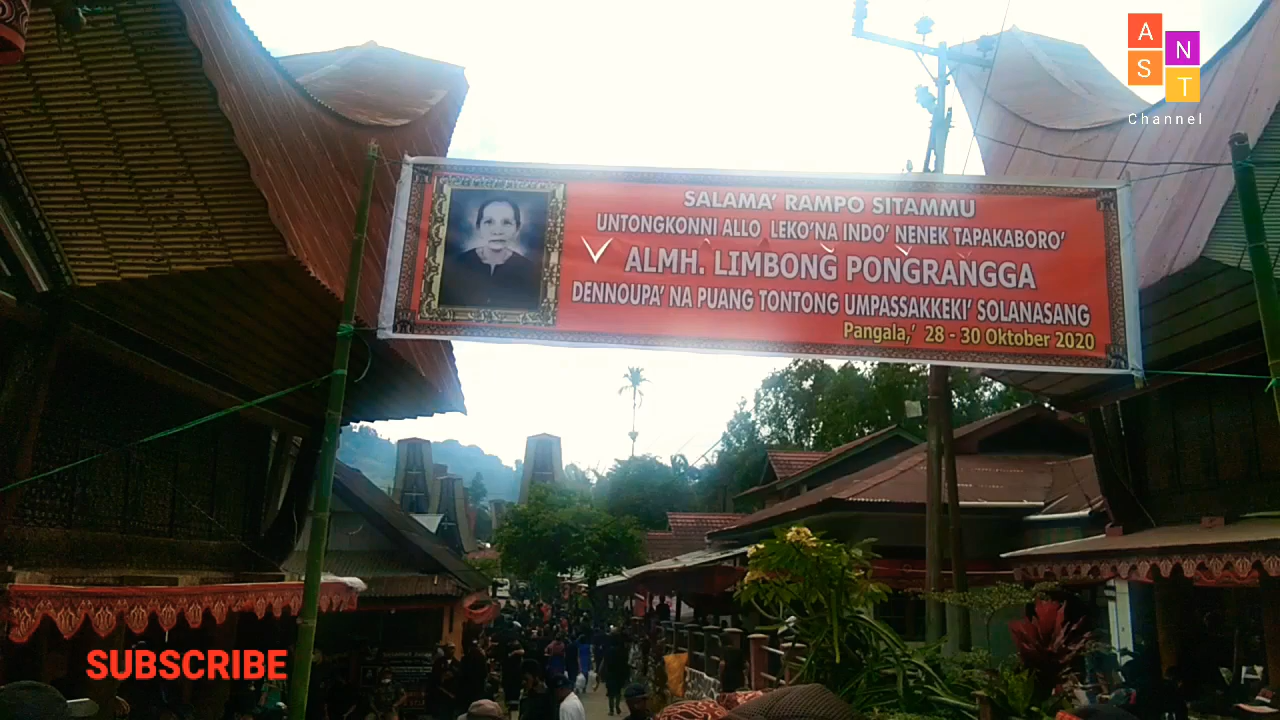 SALAMA' RAMPO SITAMMU
UNTONGKONNI ALLO LEKO'NA INDO' NENEK TAPAKABORO'
ALMH. LIMBONG PONGRANGGA
DENNOUPA' NA PUANG TONTONG UMPASSAKKEKI' SOLANASANG
Pangala,' 28 - 30 Oktober 2020
A N
S T
Channel
SUBSCRIBE